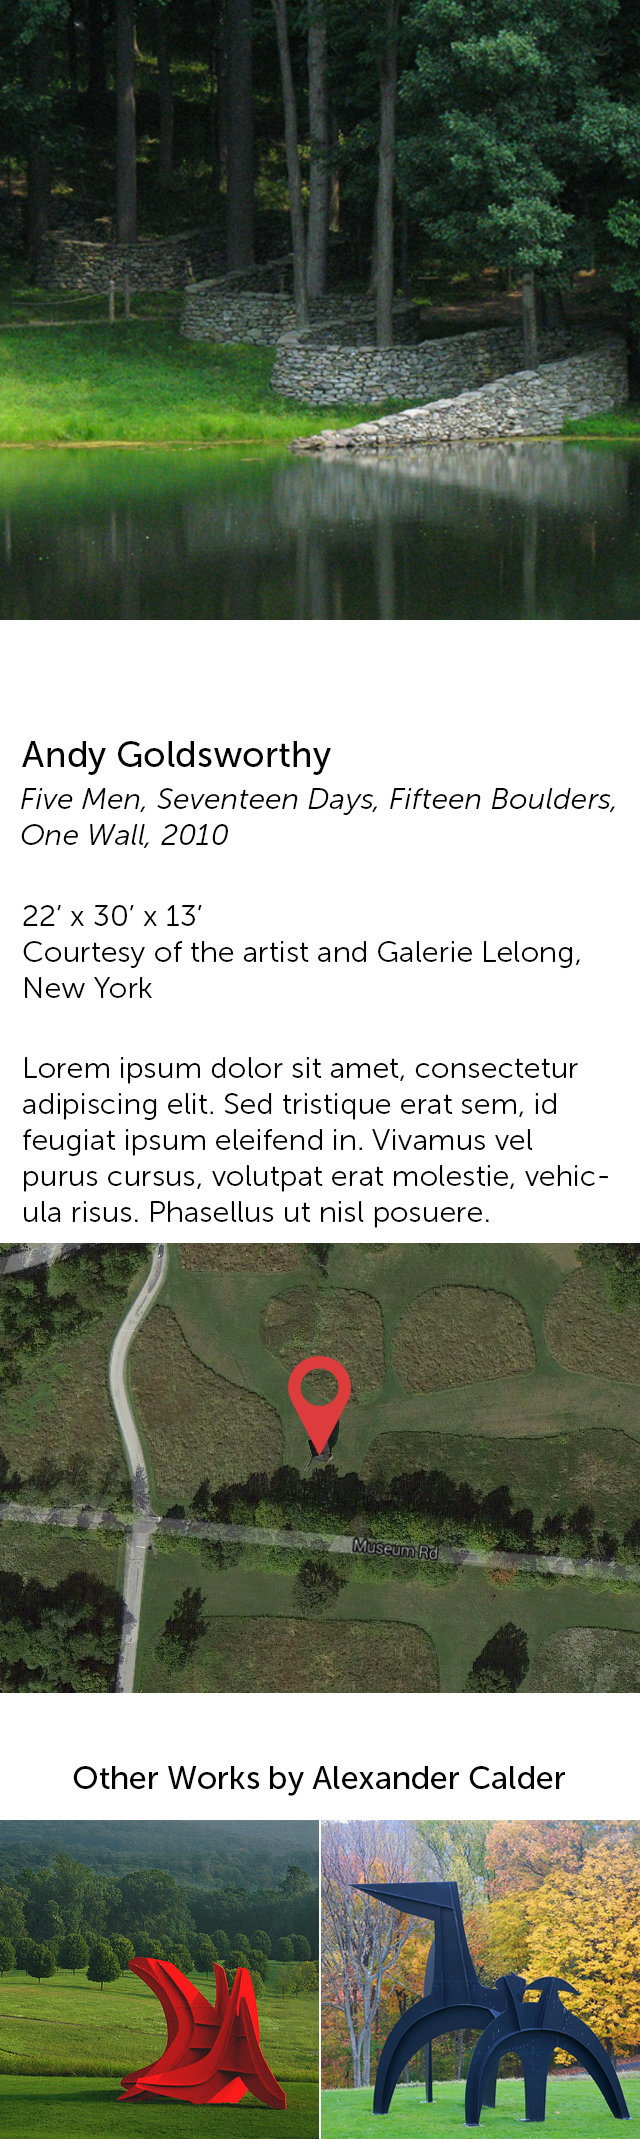 Andy Goldsworthy
Five Men, Seventeen Days, Fifteen Boulders,
One Wall, 2010
22’ x 30’ x 13’
Courtesy of the artist and Galerie Lelong,
New York
Lorem ipsum dolor sit amet, consectetur
adipiscing elit. Sed tristique erat sem, id
feugiat ipsum eleifend in. Vivamus vel
purus cursus, volutpat erat molestie, vehic-
ula risus. Phasellus ut nisl posuere.
Museum Rd
Other Works by Alexander Calder